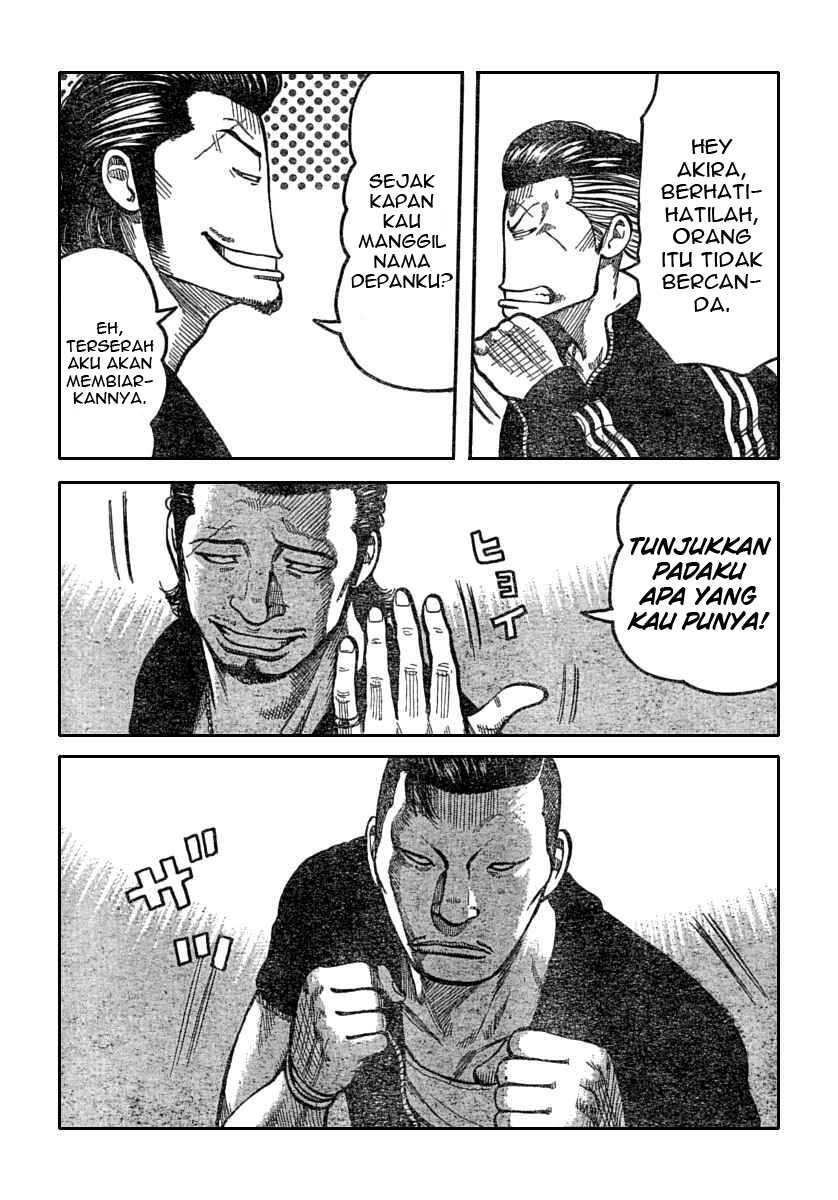 HEY
AKIRA,
BERHATI-
HATILAH,
ORANG
ITU TIDAK
BERCAN-
DA.
SEJAK
KAPAN
KAU
MANGGIL
NAMA
DEPANKU?
EH,
TERSERAH
AKU AKAN
MEMBIAR-
KANNYA.
TUNJUKKAN
PADAKU
APA YANG
KAU PUNYA!
ヒョイ
ザザッ